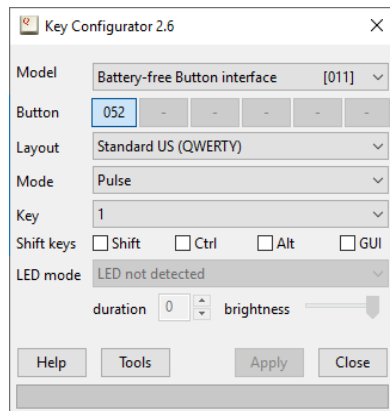 Key Configurator 2.6
Model Battery-free Button interface [011]
Button 052 - - - - -
Layout Standard US (QWERTY)
Mode Pulse
Key 1
Shift keys Shift Ctrl Alt GUI
LED mode LED not detected
duration 0 brightness
Help Tools Apply Close